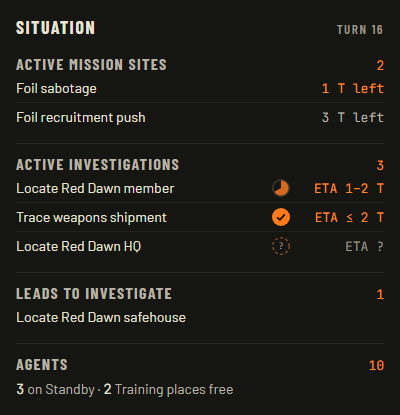 SITUATION TURN 16
ACTIVE MISSION SITES 2
Foil sabotage 1 T left
Foil recruitment push 3 T left
ACTIVE INVESTIGATIONS 3
Locate Red Dawn member ETA 1–2 T
Trace weapons shipment ETA ≤ 2 T
Locate Red Dawn HQ ? ETA ?
LEADS TO INVESTIGATE 1
Locate Red Dawn safehouse
AGENTS 10
3 on Standby · 2 Training places free